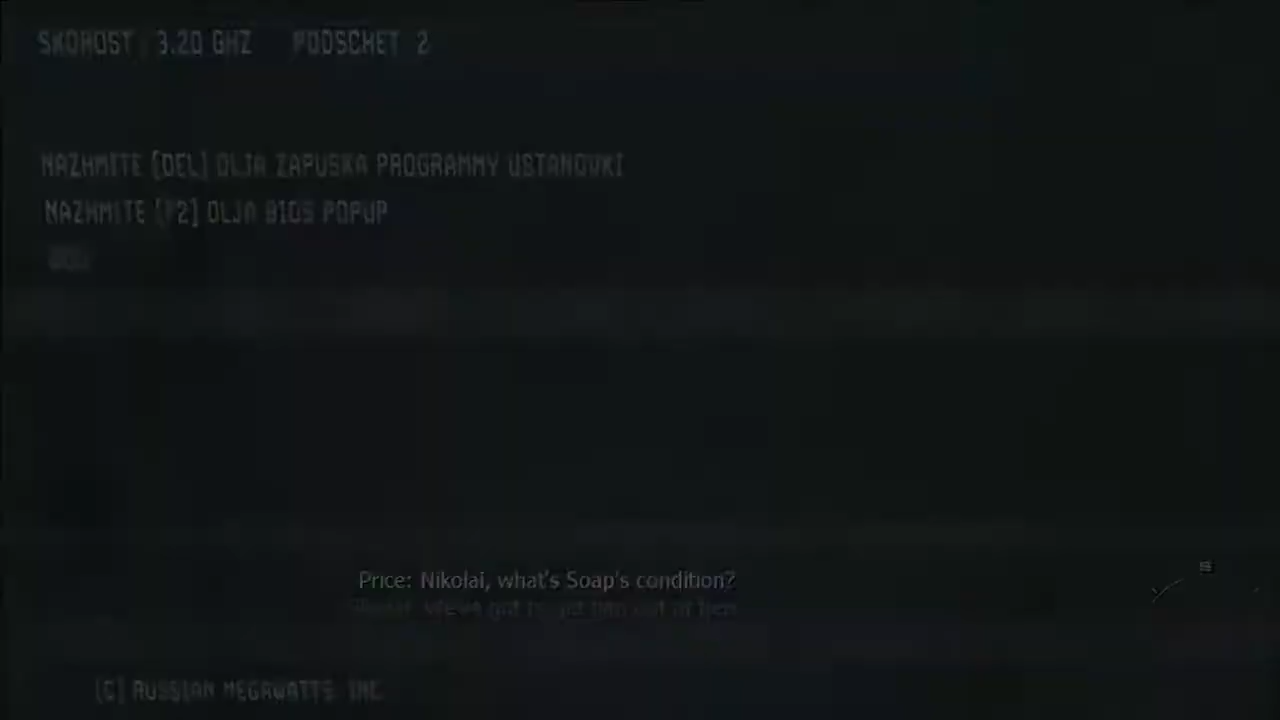 SKOROST : 3.20 GHZ PODSCHET 2
NAZHMITE [DEL] DLJA ZAPUSKA PROGRAMMY USTANOVKI
NAZHMITE [F2] DLJA BIOS POPUP
Price: Nikolai, what's Soap's condition?
[C] RUSSIAN MEGAWATTS INC